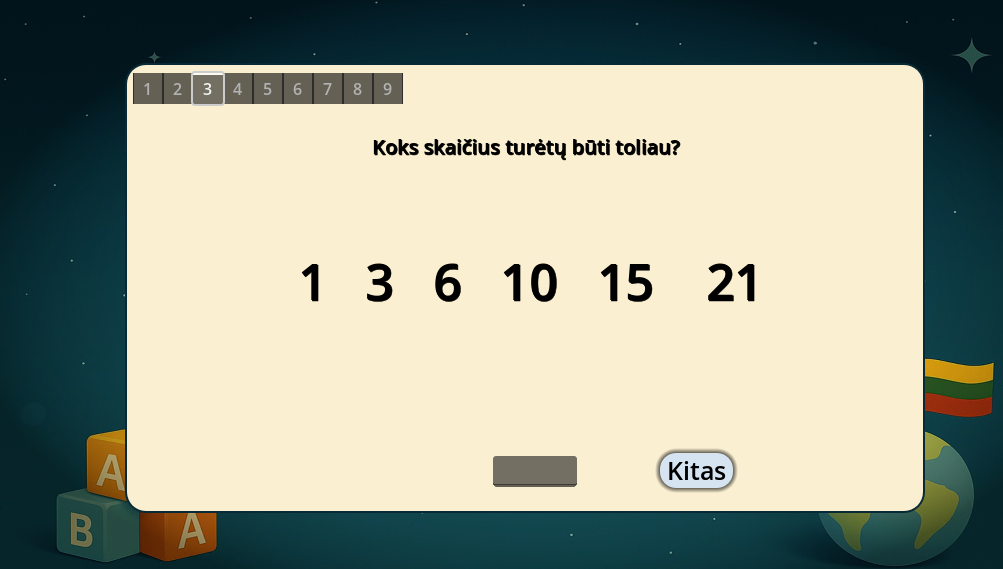 1 2 3 4 5 6 7 8 9
Koks skaičius turėtų būti toliau?
1 3 6 10 15 21
Kitas
A
B A